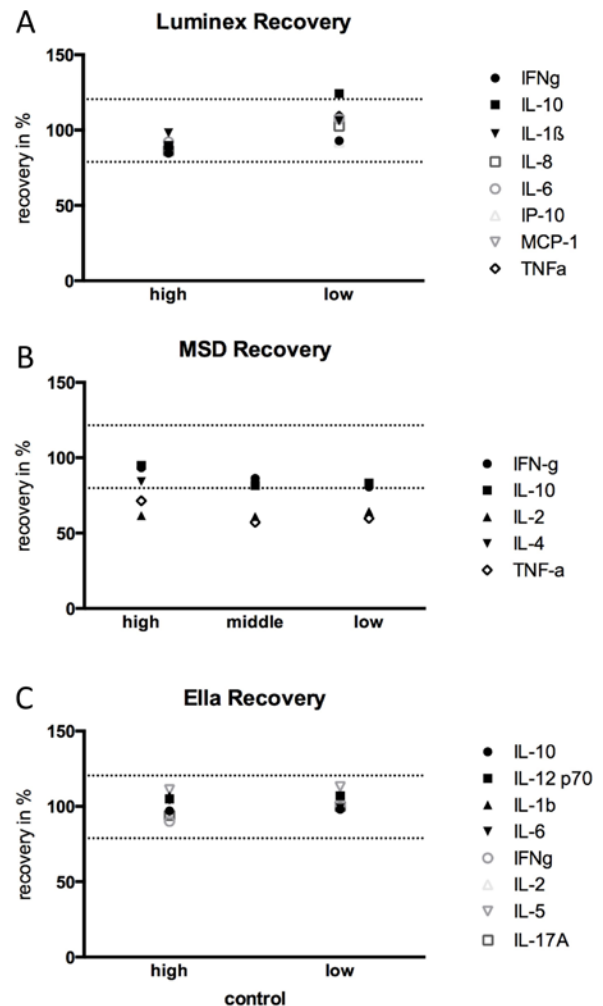 A
Luminex Recovery
recovery in %
150
100
50
0
high low
IFNg
IL-10
IL-1ß
IL-8
IL-6
IP-10
MCP-1
TNFa
B
MSD Recovery
recovery in %
150
100
50
0
high middle low
IFN-g
IL-10
IL-2
IL-4
TNF-a
C
Ella Recovery
recovery in %
150
100
50
0
high low
control
IL-10
IL-12 p70
IL-1b
IL-6
IFNg
IL-2
IL-5
IL-17A